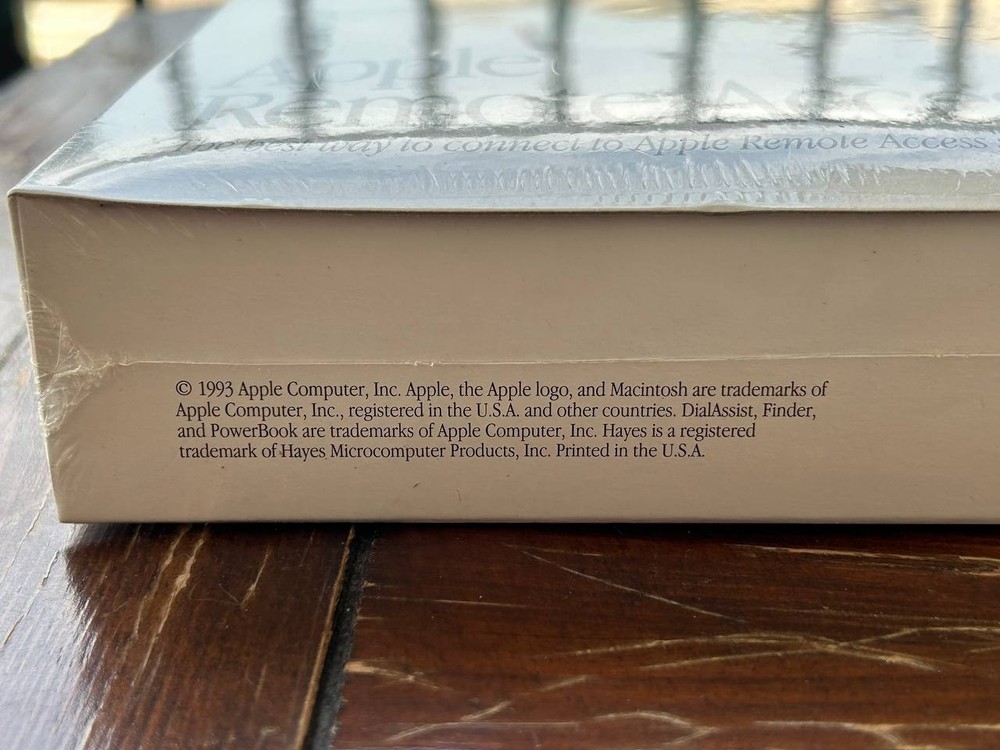 Apple
Remote Access
The best way to connect to Apple Remote Access
© 1993 Apple Computer, Inc. Apple, the Apple logo, and Macintosh are trademarks of
Apple Computer, Inc., registered in the U.S.A. and other countries. DialAssist, Finder,
and PowerBook are trademarks of Apple Computer, Inc. Hayes is a registered
trademark of Hayes Microcomputer Products, Inc. Printed in the U.S.A.